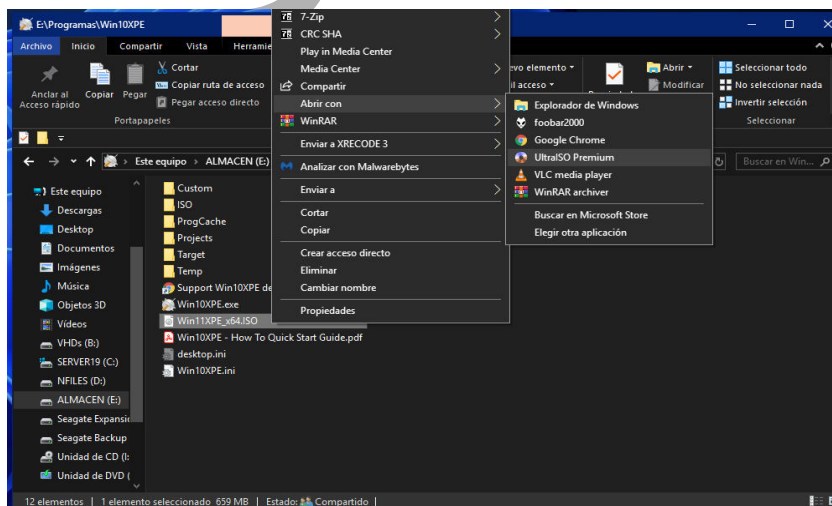 E:\Programas\Win10XPE
Archivo Inicio Compartir Vista
Anclar al
Acceso rápido
Copiar
Pegar
Cortar
Copiar ruta de acceso
Pegar acceso directo
Portapapeles
Abrir
Modificar
Seleccionar todo
No seleccionar nada
Invertir selección
Seleccionar
Este equipo > ALMACEN (E:)
Buscar en Win...
Este equipo
Descargas
Desktop
Documentos
Imágenes
Música
Objetos 3D
Vídeos
VHDs (B:)
SERVER19 (C:)
NFILES (D:)
ALMACEN (E:)
Seagate
Seagate Backup
Unidad de CD (I:
Unidad de DVD (
Custom
ISO
ProgCache
Projects
Target
Temp
Support Win10XPE
Win10XPE.exe
Win11XPE_x64.ISO
Win10XPE - How To Quick Start Guide.pdf
desktop.ini
Win10XPE.ini
7-Zip
CRC SHA
Play in Media Center
Media Center
Compartir
Abrir con
WinRAR
Enviar a XRECODE 3
Analizar con Malwarebytes
Enviar a
Cortar
Copiar
Crear acceso directo
Eliminar
Cambiar nombre
Propiedades
Explorador de Windows
foobar2000
Google Chrome
UltraISO Premium
VLC media player
WinRAR archiver
Buscar en Microsoft Store
Elegir otra aplicación
12 elementos | 1 elemento seleccionado 659 MB | Estado: Compartido |